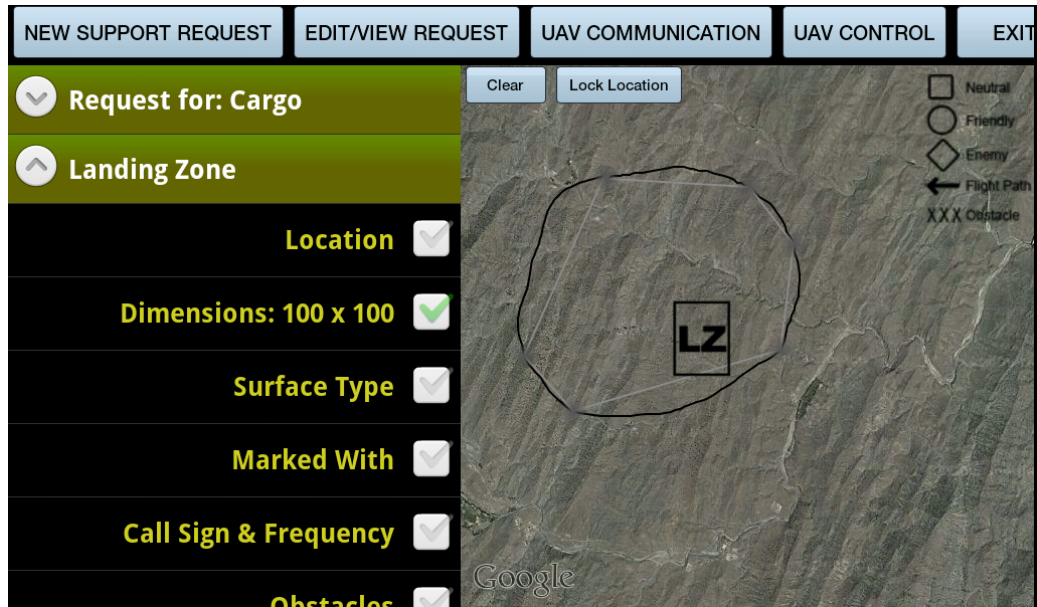 NEW SUPPORT REQUEST
EDIT/VIEW REQUEST
UAV COMMUNICATION
UAV CONTROL
EXIT
Request for: Cargo
Landing Zone
Location
Dimensions: 100 x 100
Surface Type
Marked With
Call Sign & Frequency
Obstacles
Clear
Lock Location
Neutral
Friendly
Enemy
Flight Path
XXX Obstacle
LZ
Google